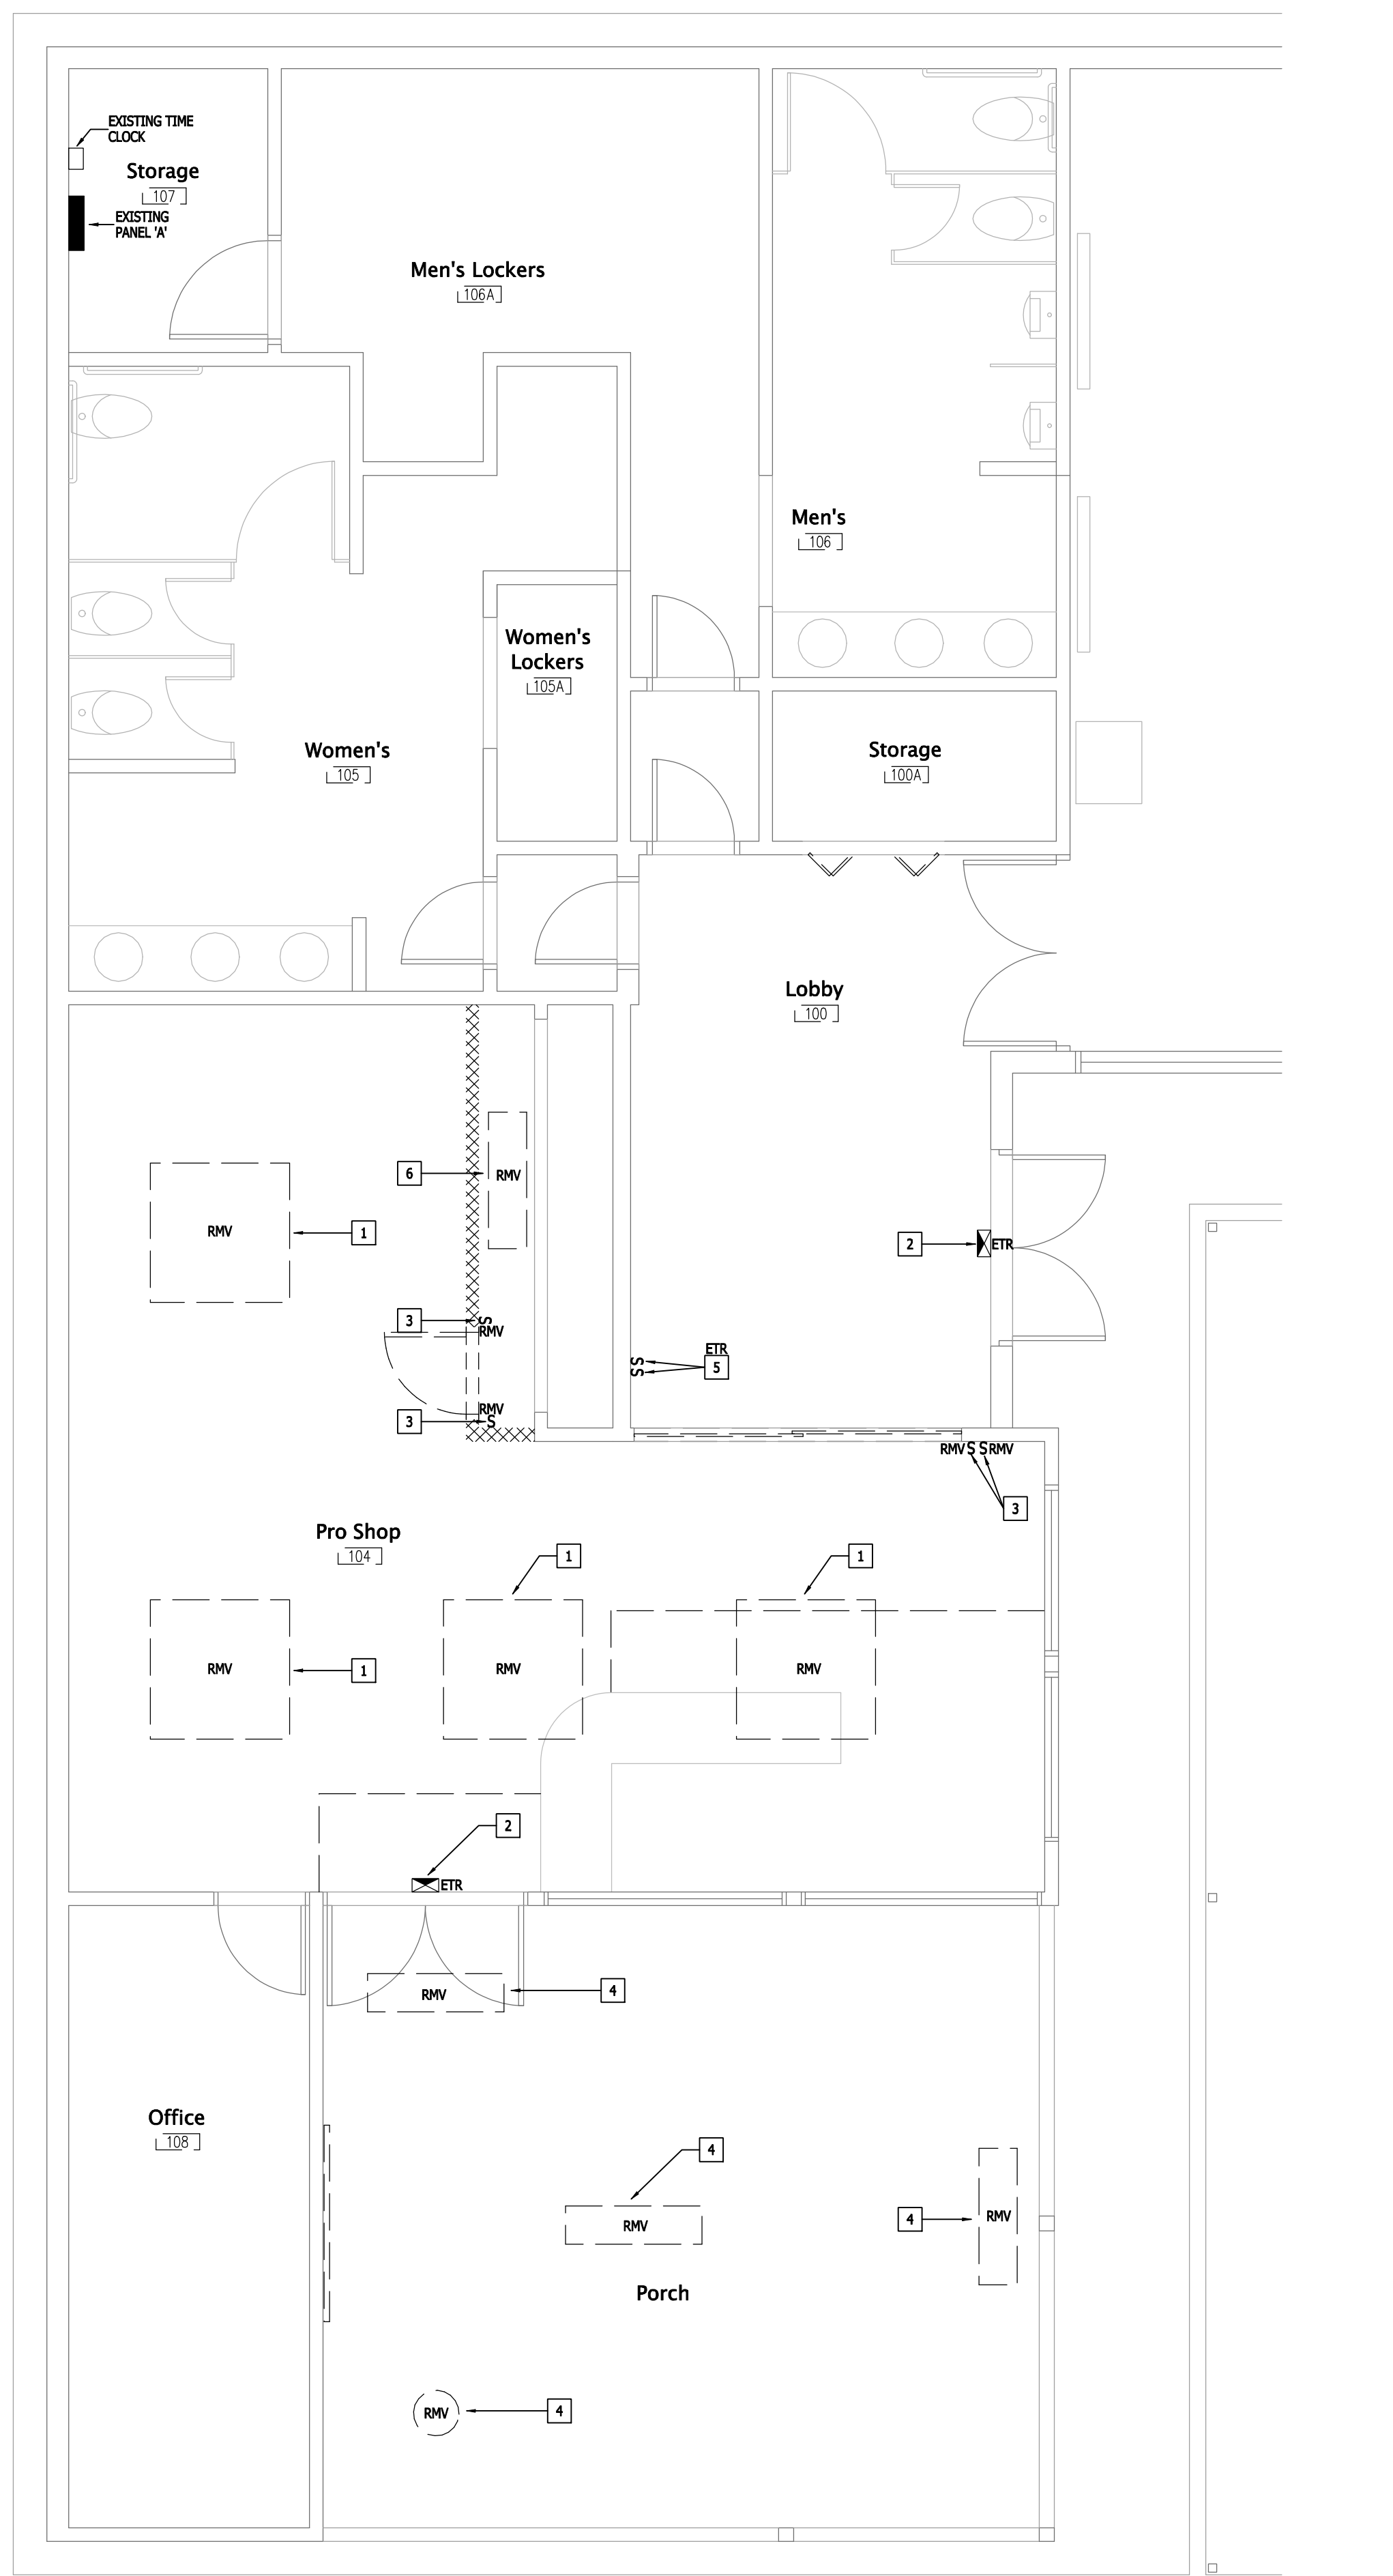 EXISTING TIME
CLOCK
Storage
107
EXISTING
PANEL 'A'
Men's Lockers
106A
Men's
106
Women's
Lockers
105A
Women's
105
Storage
100A
Lobby
100
6
RMV
RMV
1
2
ETR
3
S
RMV
ETR
S
S
5
RMV
3
S
RMV
S
S
RMV
3
Pro Shop
104
1
1
RMV
1
RMV
RMV
2
ETR
RMV
4
Office
108
4
4
RMV
RMV
Porch
RMV
4